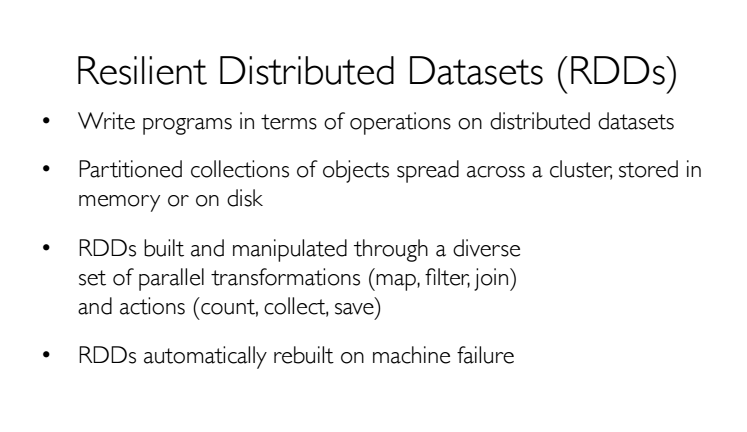 Resilient Distributed Datasets (RDDs)
• Write programs in terms of operations on distributed datasets
• Partitioned collections of objects spread across a cluster, stored in
memory or on disk
• RDDs built and manipulated through a diverse
set of parallel transformations (map, filter, join)
and actions (count, collect, save)
• RDDs automatically rebuilt on machine failure